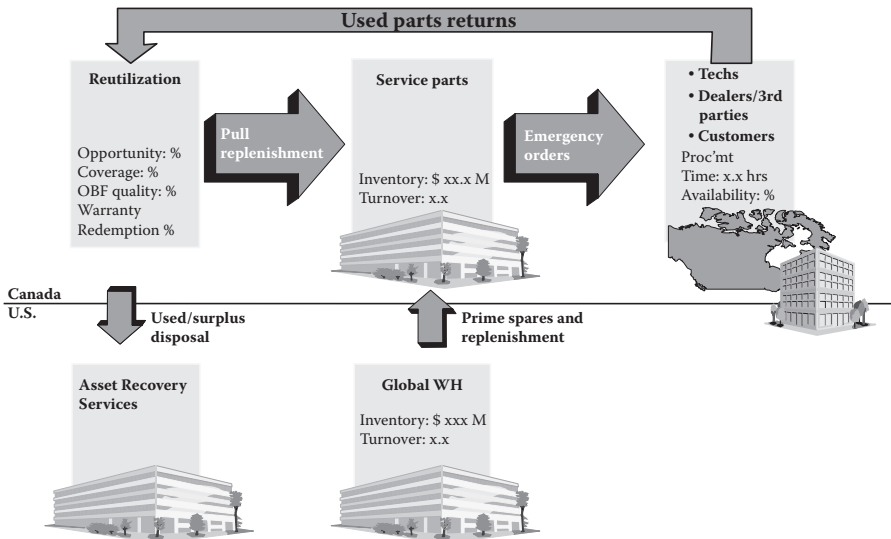 Used parts returns
Reutilization
Opportunity: %
Coverage: %
OBF quality: %
Warranty
Redemption %
Pull
replenishment
Service parts
Inventory: $ xx.x M
Turnover: x.x
Emergency
orders
• Techs
• Dealers/3rd
parties
• Customers
Proc'mt
Time: x.x hrs
Availability: %
Canada
U.S.
Used/surplus
disposal
Prime spares and
replenishment
Asset Recovery
Services
Global WH
Inventory: $ xxx M
Turnover: x.x